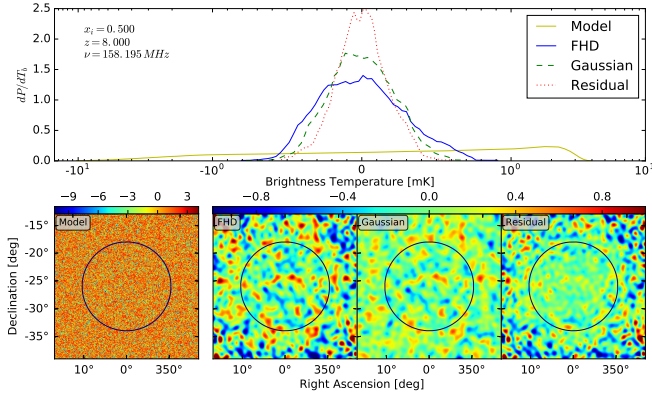 2.5
2.0
1.5
1.0
0.5
0.0
dP/dT_b
x_i = 0.500
z = 8.000
ν = 158.195 MHz
Model
FHD
Gaussian
Residual
-10^1 -10^0 0 10^0 10^1
Brightness Temperature [mK]
−9 −6 −3 0 3
−0.8 −0.4 0.0 0.4 0.8
Model FHD Gaussian Residual
-15°
-20°
-25°
-30°
-35°
Declination [deg]
10° 0° 350° 10° 0° 350° 10° 0° 350° 10° 0° 350°
Right Ascension [deg]